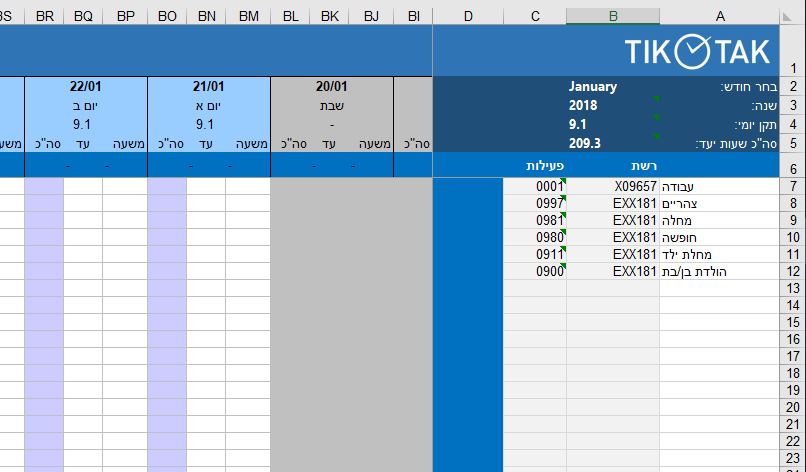 A B C D BI BJ BK BL BM BN BO BP BQ BR BS
1 TIK TAK
2 בחר חודש: January 20/01 21/01 22/01
3 שנה: 2018 שבת יום א יום ב
4 תקן יומי: 9.1 - 9.1 9.1
5 סה"כ שעות יעד: 209.3 סה"כ משעה עד סה"כ משעה עד סה"כ משעה עד סה"כ משעה
6 רשת פעילות - - - - - -
7 עבודה X09657 0001
8 צהריים EXX181 0997
9 מחלה EXX181 0981
10 חופשה EXX181 0980
11 מחלת ילד EXX181 0911
12 הולדת בן/בת EXX181 0900
13
14
15
16
17
18
19
20
21
22
23